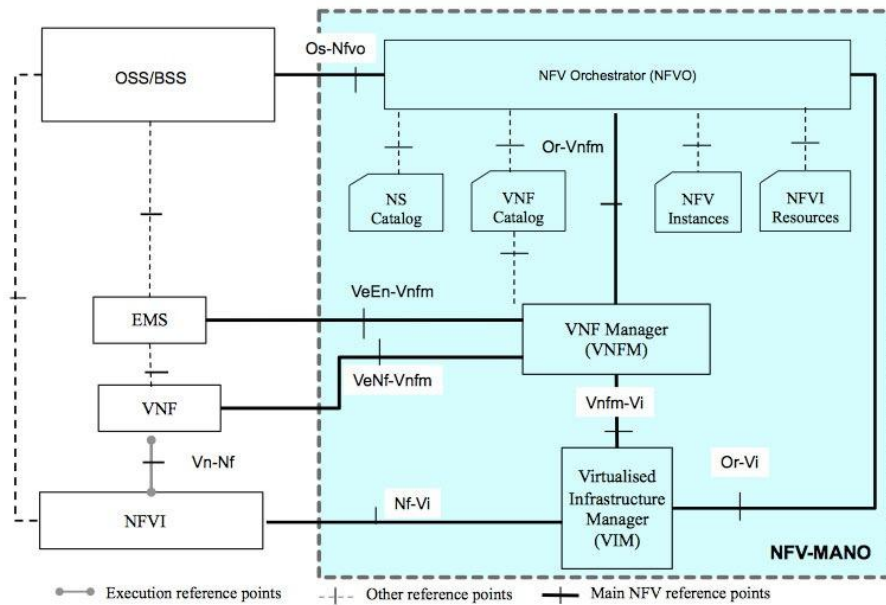 Os-Nfvo
OSS/BSS
NFV Orchestrator (NFVO)
Or-Vnfm
NS
Catalog
VNF
Catalog
NFV
Instances
NFVI
Resources
VeEn-Vnfm
EMS
VNF Manager
(VNFM)
VeNf-Vnfm
VNF
Vnfm-Vi
Vn-Nf
Or-Vi
Virtualised
Infrastructure
Manager
(VIM)
Nf-Vi
NFVI
NFV-MANO
Execution reference points
Other reference points
Main NFV reference points